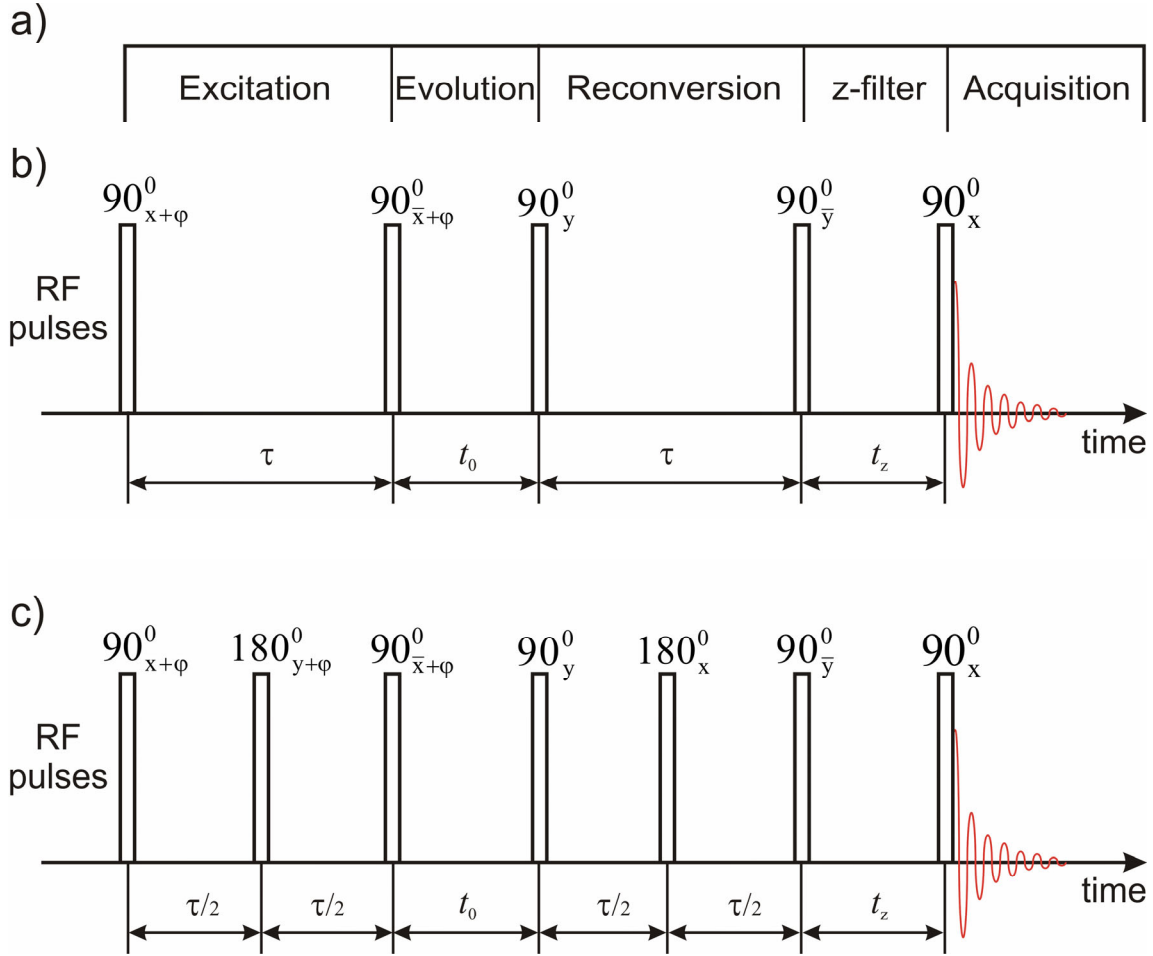 a)
Excitation Evolution Reconversion z-filter Acquisition
b)
90⁰ₓ₊φ 90⁰x̄+φ 90⁰y 90⁰ȳ 90⁰x
RF
pulses
time
τ t₀ τ t_z
c)
90⁰ₓ₊φ 180⁰y+φ 90⁰x̄+φ 90⁰y 180⁰x 90⁰ȳ 90⁰x
RF
pulses
time
τ/2 τ/2 t₀ τ/2 τ/2 t_z